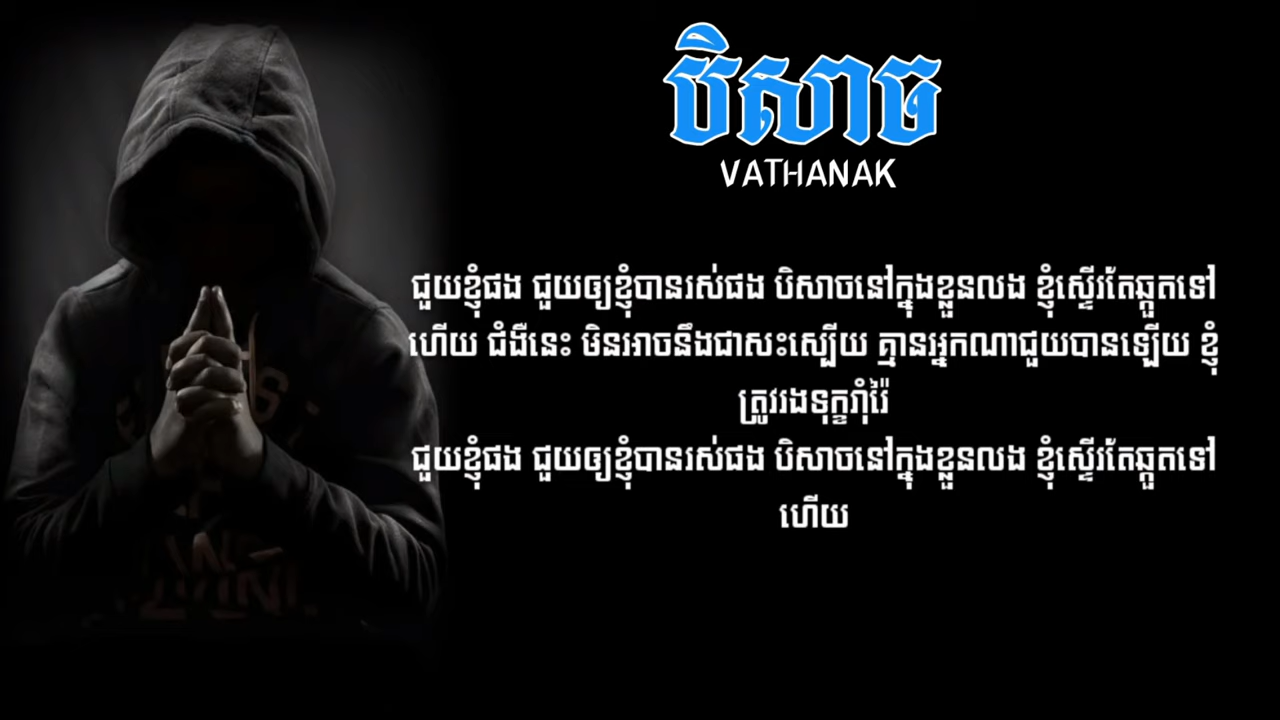 បិសាច
VATHANAK
ជួយខ្ញុំផង ជួយឲ្យខ្ញុំបានរស់ផង បិសាចនៅក្នុងខ្លួនលង ខ្ញុំស្ទើរតែឆ្កួតទៅ
ហើយ ជំងឺនេះ មិនអាចនឹងជាសះស្បើយ គ្មានអ្នកណាជួយបានឡើយ ខ្ញុំ
ត្រូវរងទុក្ខរាំុរ៉ៃ
ជួយខ្ញុំផង ជួយឲ្យខ្ញុំបានរស់ផង បិសាចនៅក្នុងខ្លួនលង ខ្ញុំស្ទើរតែឆ្កួតទៅ
ហើយ